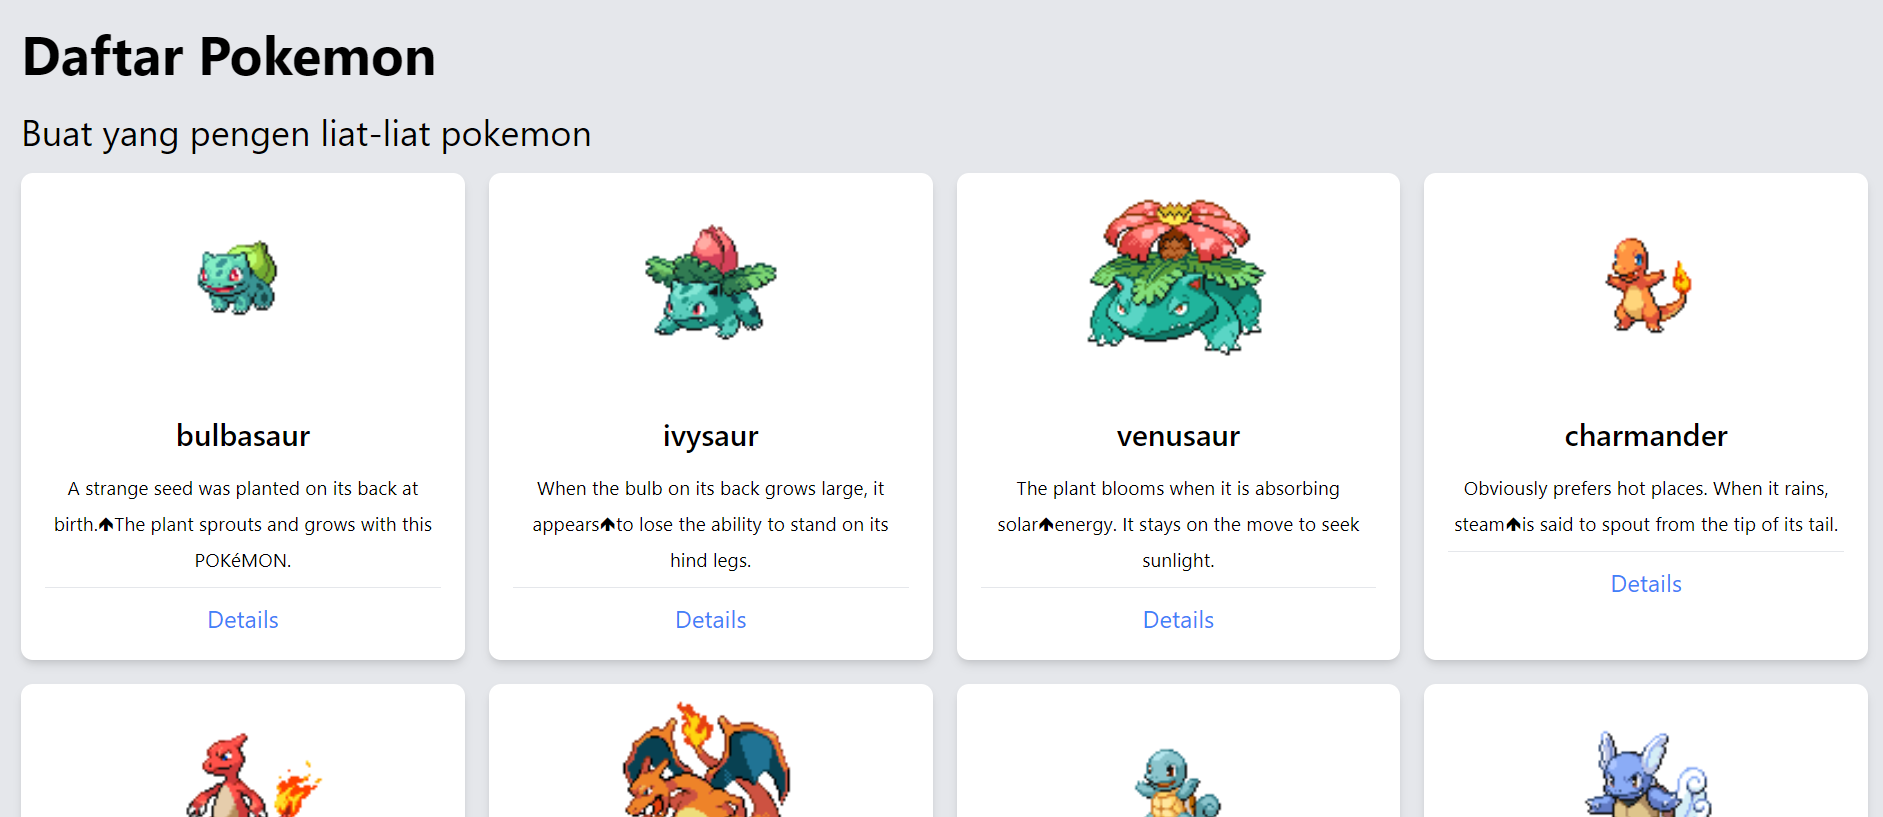 Daftar Pokemon
Buat yang pengen liat-liat pokemon
bulbasaur
A strange seed was planted on its back at
birth.🡹The plant sprouts and grows with this
POKéMON.
Details
ivysaur
When the bulb on its back grows large, it
appears🡹to lose the ability to stand on its
hind legs.
Details
venusaur
The plant blooms when it is absorbing
solar🡹energy. It stays on the move to seek
sunlight.
Details
charmander
Obviously prefers hot places. When it rains,
steam🡹is said to spout from the tip of its tail.
Details